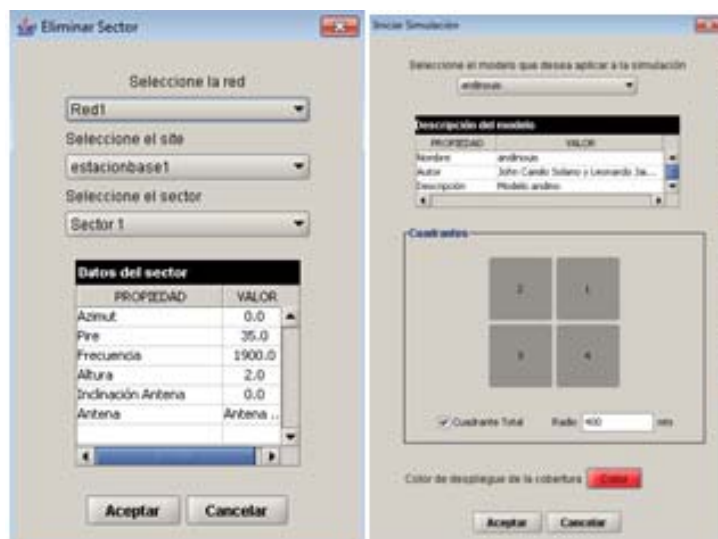 Eliminar Sector
Seleccione la red
Red1
Seleccione el site
estacionbase1
Seleccione el sector
Sector 1
Datos del sector
PROPIEDAD VALOR
Azimut 0.0
Pire 35.0
Frecuencia 1900.0
Altura 2.0
Inclinación Antena 0.0
Antena Antena ..
Aceptar Cancelar
Iniciar Simulación
Seleccione el modelo que desea aplicar a la simulación
Descripción del modelo
PROPIEDAD VALOR
Nombre
Autor John Camilo Solano y Leonardo Jai...
Descripción Modelo andino
Cuadrantes
2 1
3 4
Cuadrante Total Radio 400 mts
Color de despliegue de la cobertura Color
Aceptar Cancelar